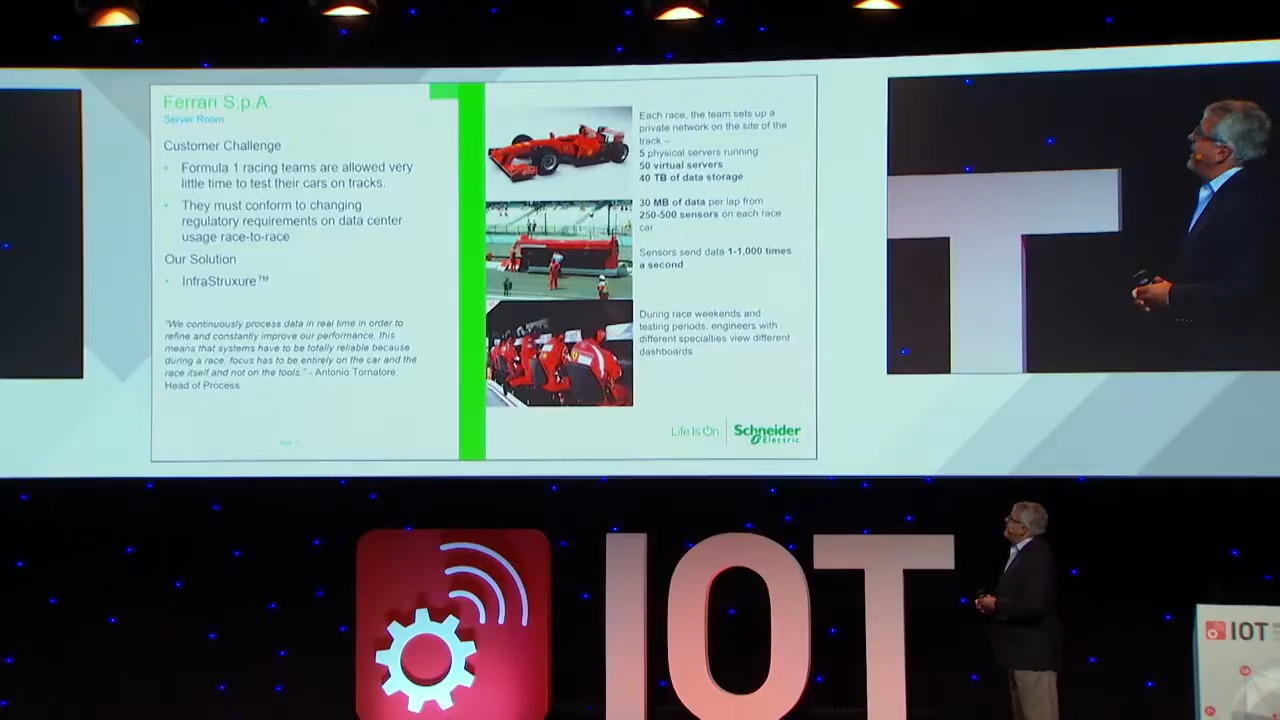 Ferrari S.p.A.
Server Room
Customer Challenge
Formula 1 racing teams are allowed very
little time to test their cars on tracks.
They must conform to changing
regulatory requirements on data center
usage race-to-race
Our Solution
InfraStruxure™
"We continuously process data in real time in order to
refine and constantly improve our performance, this
means that systems have to be totally reliable because
during a race, focus has to be entirely on the car and the
race itself and not on the tools." - Antonio Tornatore,
Head of Process
Each race, the team sets up a
private network on the site of the
track –
5 physical servers running
50 virtual servers
40 TB of data storage
30 MB of data per lap from
250-500 sensors on each race
car
Sensors send data 1-1,000 times
a second
During race weekends and
testing periods, engineers with
different specialties view different
dashboards
Life Is On
Schneider
Electric
T
IOT
IOT